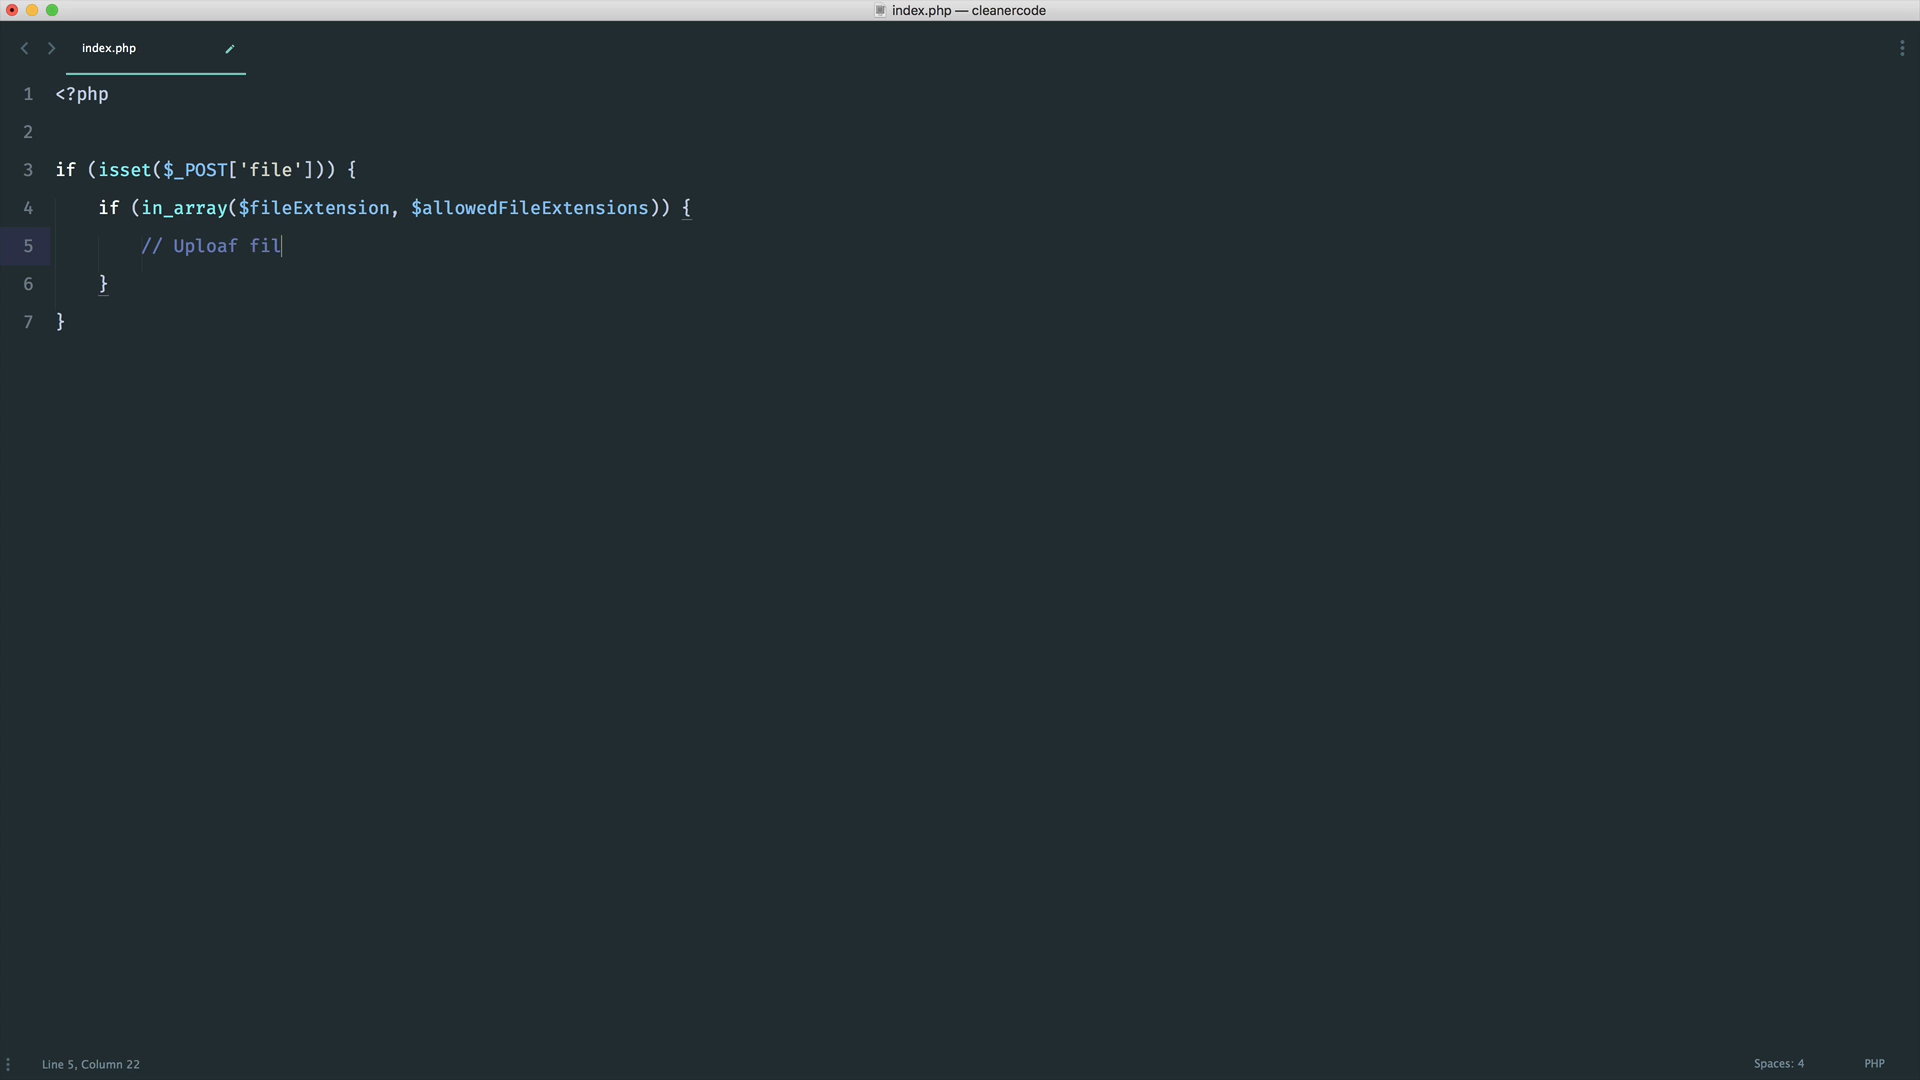 index.php — cleanercode
index.php
1 <?php
2
3 if (isset($_POST['file'])) {
4     if (in_array($fileExtension, $allowedFileExtensions)) {
5         // Uploaf fil
6     }
7 }
Line 5, Column 22
Spaces: 4
PHP